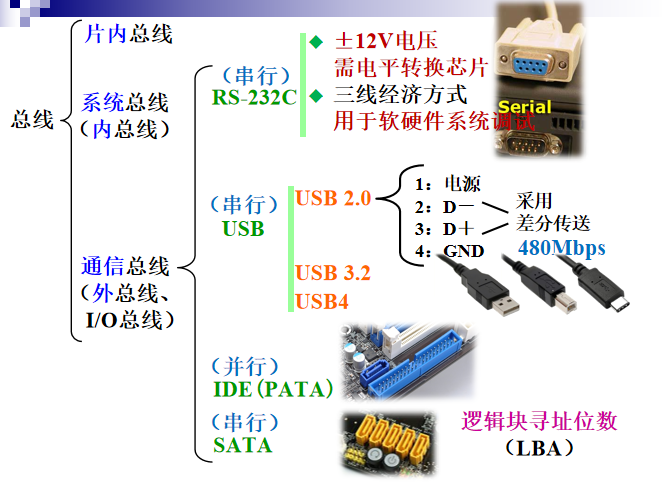 总线
片内总线
系统总线
（内总线）
通信总线
（外总线、
I/O总线）
（串行）
RS-232C
◆ ±12V电压
需电平转换芯片
◆ 三线经济方式
用于软硬件系统调试
Serial
（串行）
USB
USB 2.0
1：电源
2：D－
3：D＋
4：GND
采用
差分传送
480Mbps
USB 3.2
USB4
（并行）
IDE(PATA)
（串行）
SATA
逻辑块寻址位数
（LBA）